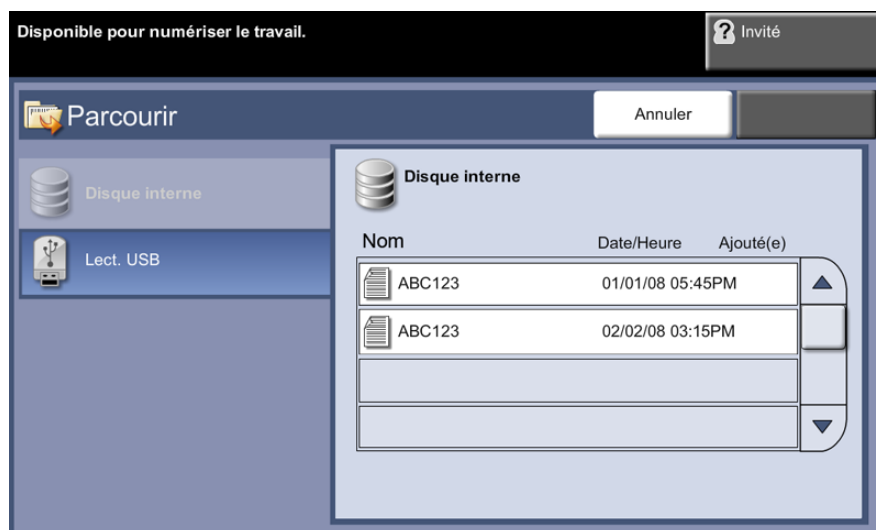 Disponible pour numériser le travail.
Invité
Parcourir
Annuler
Disque interne
Lect. USB
Disque interne
Nom Date/Heure Ajouté(e)
ABC123 01/01/08 05:45PM
ABC123 02/02/08 03:15PM